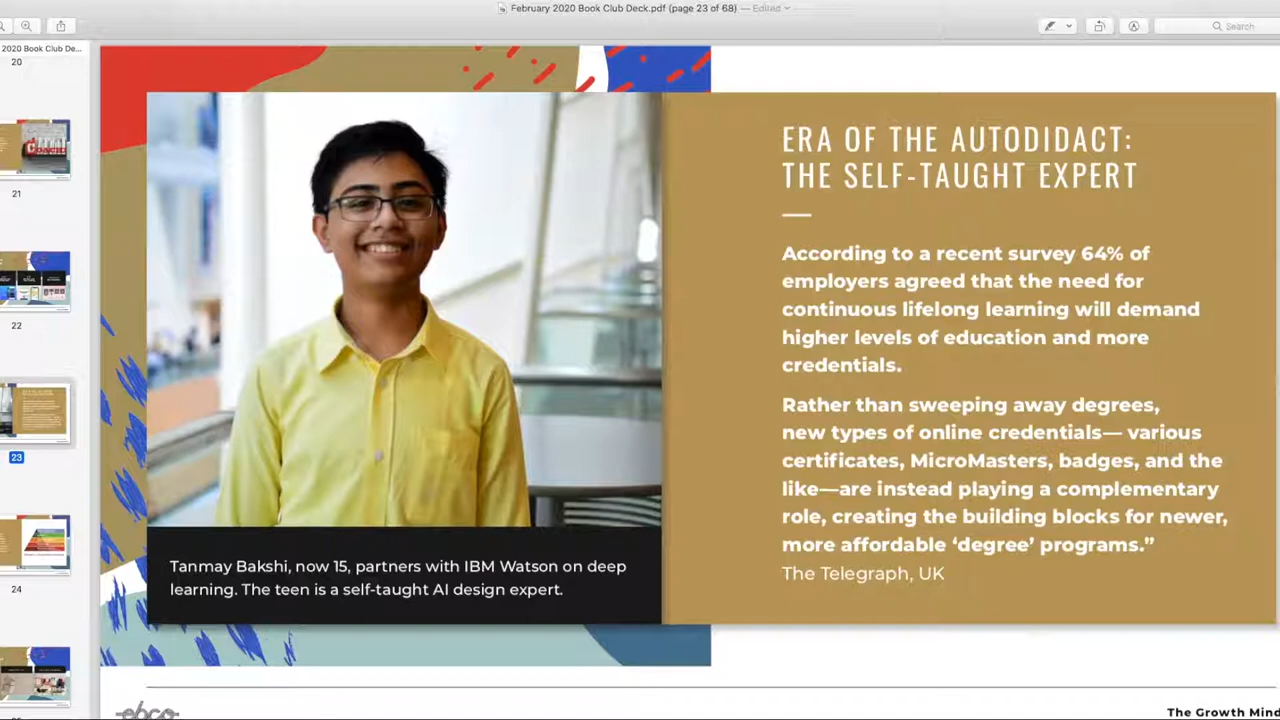 February 2020 Book Club Deck.pdf (page 23 of 68) — Edited
Search
2020 Book Club De...
20
21
22
23
24
ERA OF THE AUTODIDACT:
THE SELF-TAUGHT EXPERT
According to a recent survey 64% of
employers agreed that the need for
continuous lifelong learning will demand
higher levels of education and more
credentials.
Rather than sweeping away degrees,
new types of online credentials— various
certificates, MicroMasters, badges, and the
like—are instead playing a complementary
role, creating the building blocks for newer,
more affordable ‘degree’ programs.”
The Telegraph, UK
Tanmay Bakshi, now 15, partners with IBM Watson on deep
learning. The teen is a self-taught AI design expert.
ebco
The Growth Mind